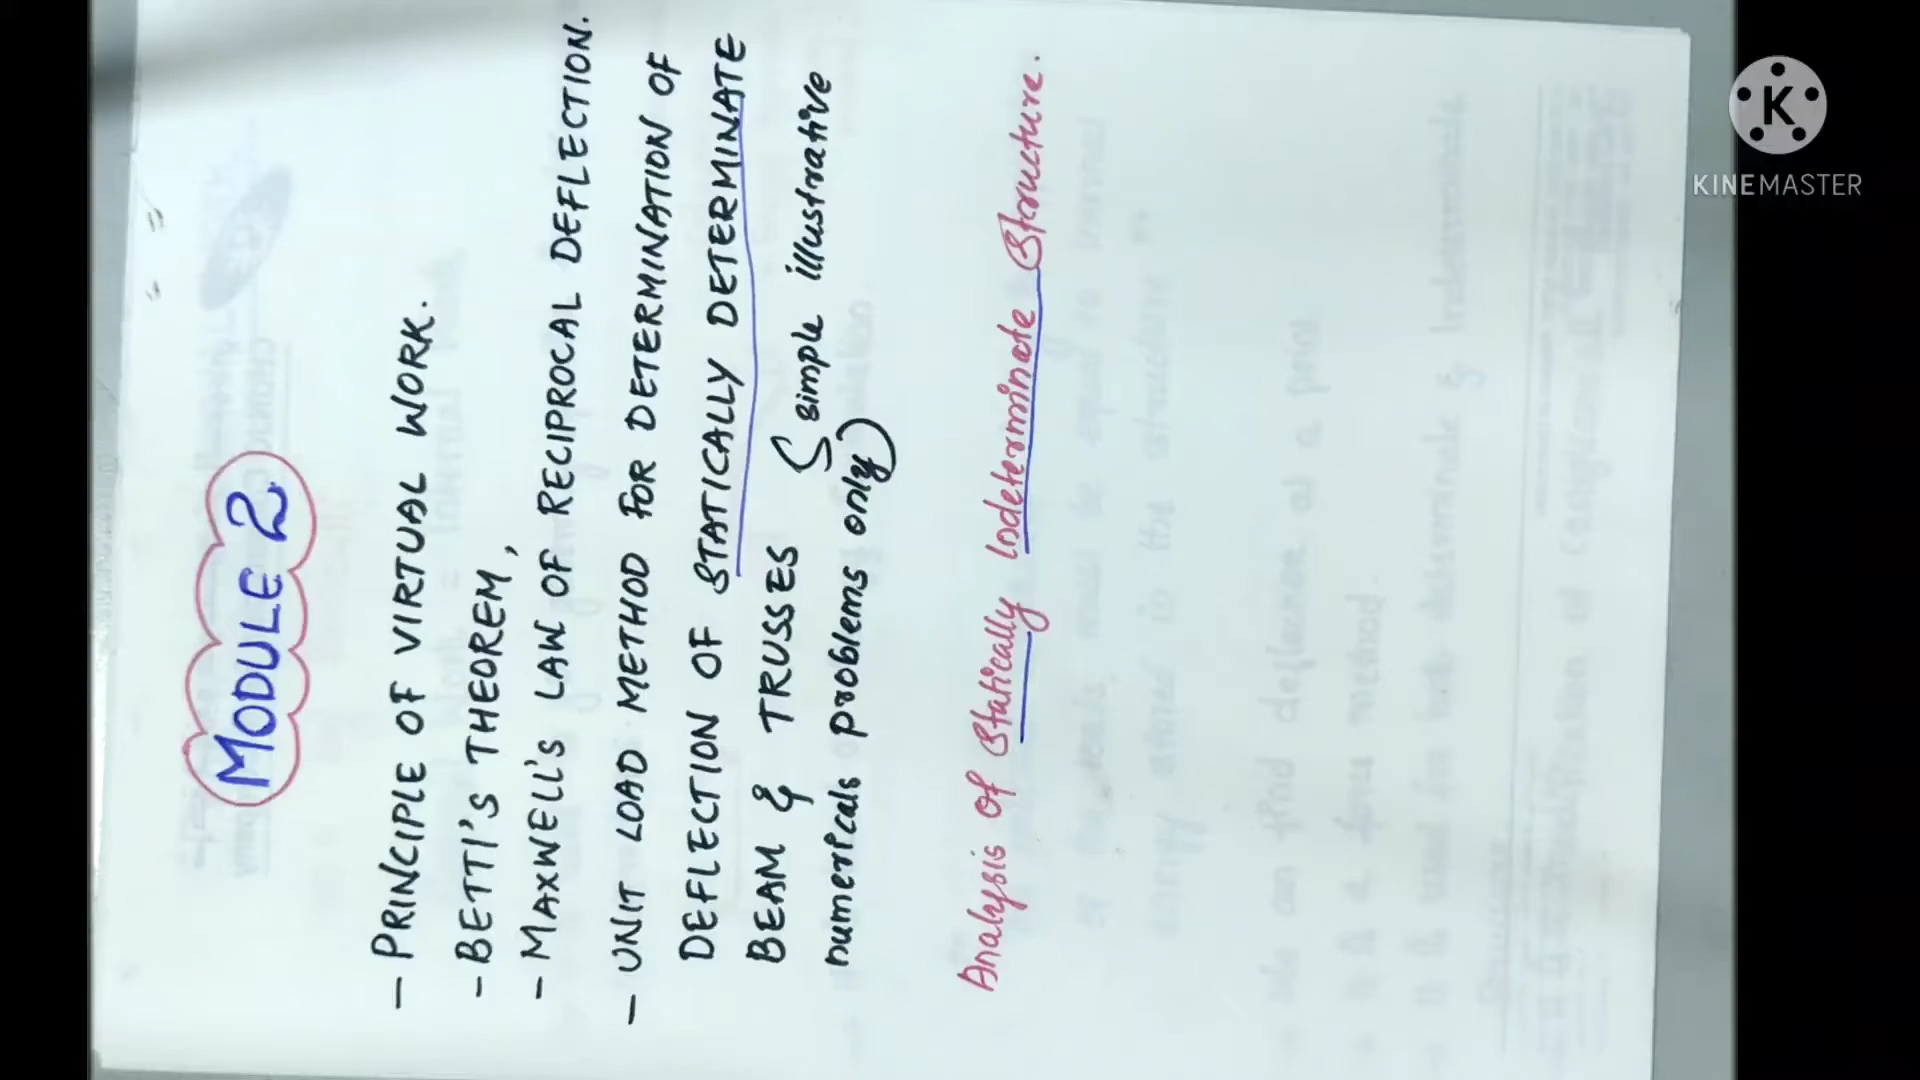 MODULE 2
- PRINCIPLE OF VIRTUAL WORK.
- BETTI'S THEOREM,
- MAXWELL'S LAW OF RECIPROCAL DEFLECTION.
- UNIT LOAD METHOD FOR DETERMINATION OF
DEFLECTION OF STATICALLY DETERMINATE
BEAM & TRUSSES (simple illustrative
numericals problems only)
Analysis of Statically Indeterminate Structure.
K
KINEMASTER